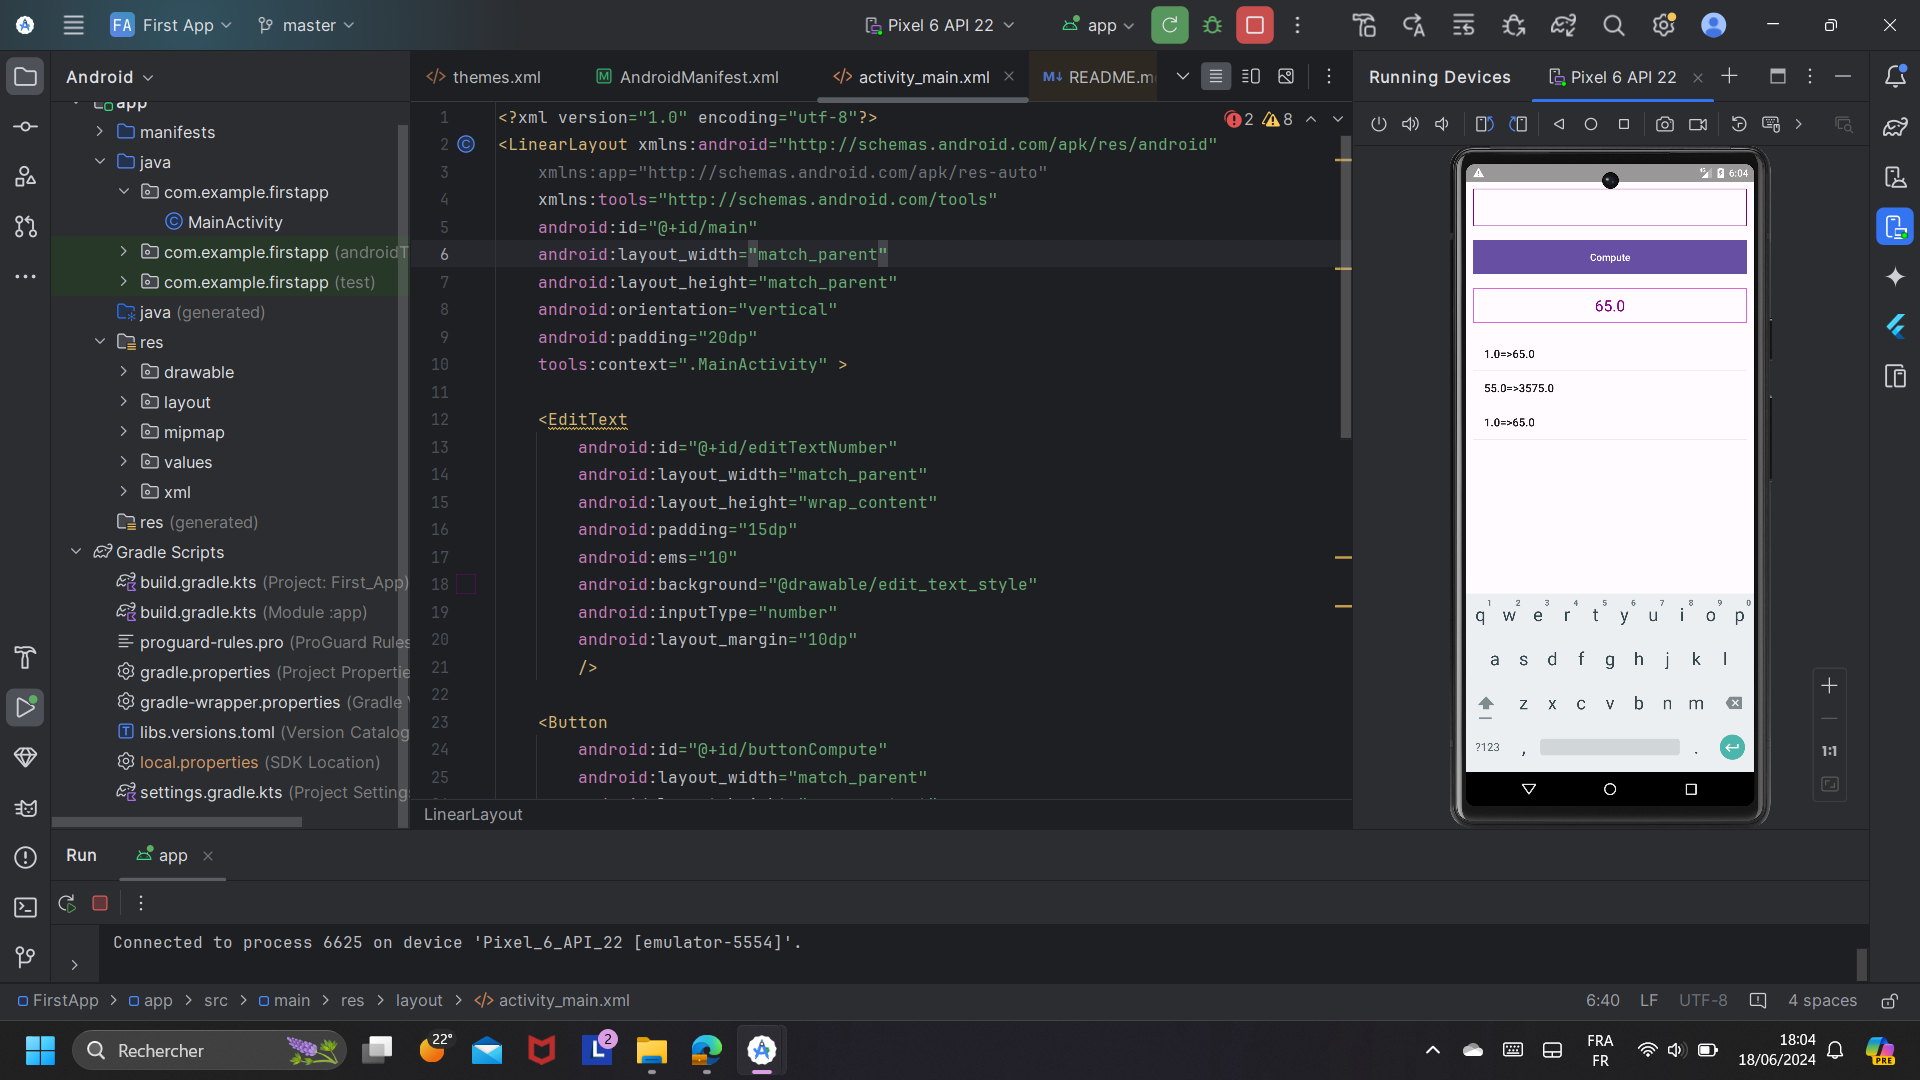 FA First App
master
Pixel 6 API 22
app
Android
themes.xml
AndroidManifest.xml
activity_main.xml
README.m
Running Devices
Pixel 6 API 22
app
manifests
java
com.example.firstapp
MainActivity
com.example.firstapp (androidT
com.example.firstapp (test)
java (generated)
res
drawable
layout
mipmap
values
xml
res (generated)
Gradle Scripts
build.gradle.kts (Project: First_App)
build.gradle.kts (Module :app)
proguard-rules.pro (ProGuard Rules
gradle.properties (Project Propertie
gradle-wrapper.properties (Gradle
libs.versions.toml (Version Catalog
local.properties (SDK Location)
settings.gradle.kts (Project Setting
2 8
1 <?xml version="1.0" encoding="utf-8"?>
2 <LinearLayout xmlns:android="http://schemas.android.com/apk/res/android"
3 xmlns:app="http://schemas.android.com/apk/res-auto"
4 xmlns:tools="http://schemas.android.com/tools"
5 android:id="@+id/main"
6 android:layout_width="match_parent"
7 android:layout_height="match_parent"
8 android:orientation="vertical"
9 android:padding="20dp"
10 tools:context=".MainActivity" >
11
12 <EditText
13 android:id="@+id/editTextNumber"
14 android:layout_width="match_parent"
15 android:layout_height="wrap_content"
16 android:padding="15dp"
17 android:ems="10"
18 android:background="@drawable/edit_text_style"
19 android:inputType="number"
20 android:layout_margin="10dp"
21 />
22
23 <Button
24 android:id="@+id/buttonCompute"
25 android:layout_width="match_parent"
LinearLayout
6:04
Compute
65.0
1.0=>65.0
55.0=>3575.0
1.0=>65.0
1 2 3 4 5 6 7 8 9 0
q w e r t y u i o p
a s d f g h j k l
z x c v b n m
?123 , .
1:1
Run
app
Connected to process 6625 on device 'Pixel_6_API_22 [emulator-5554]'.
FirstApp > app > src > main > res > layout > activity_main.xml
6:40 LF UTF-8 4 spaces
Rechercher
22°
L 2
FRA
FR
18:04
18/06/2024
PRE